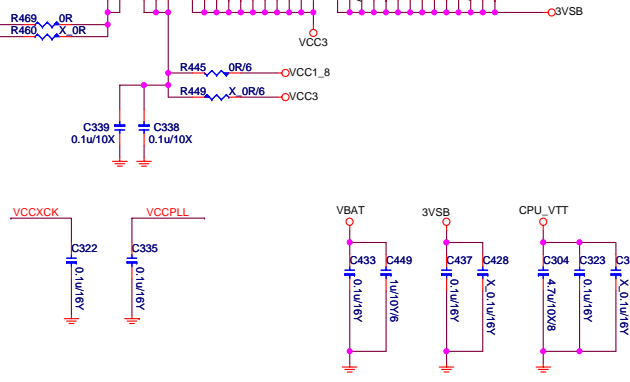 R469 0R
R460 X_0R
3VSB
VCC3
R445 0R/6 VCC1_8
R449 X_0R/6 VCC3
C339
0.1u/10X
C338
0.1u/10X
VCCXCK
VCCPLL
VBAT
3VSB
CPU_VTT
C322
0.1u/16Y
C335
0.1u/16Y
C433
0.1u/16Y
C449
1u/10Y/6
C437
0.1u/16Y
C428
X_0.1u/16Y
C304
4.7u/10X/8
C323
0.1u/16Y
C3
X_0.1u/16Y